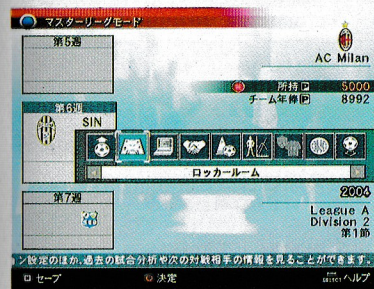 マスターリーグモード
第5週
AC Milan
所持P 5000
チーム年俸P 8992
第6週
SIN
ロッカールーム
第7週
2004
League A
Division 2
第1節
ン設定のほか、過去の試合分析や次の対戦相手の情報を見ることができます。
セーブ
決定
SELECT ヘルプ